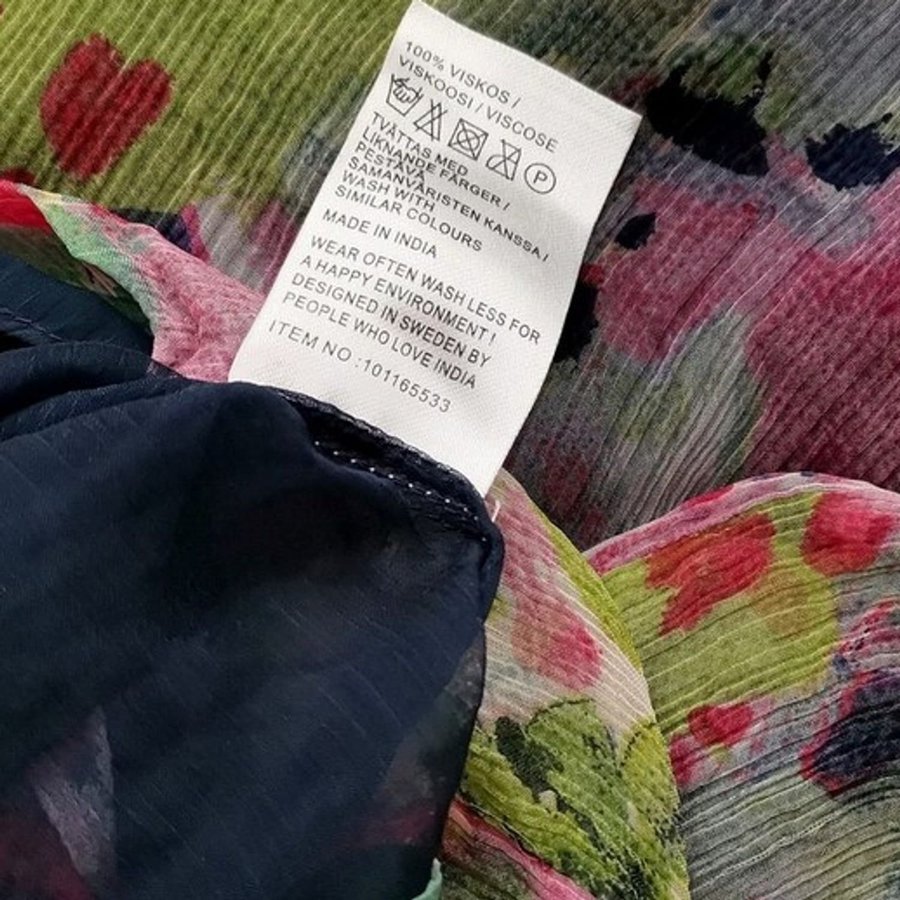 100% VISKOS /
VISKOOSI / VISCOSE
P
TVÄTTAS MED
LIKNANDE FÄRGER /
PESTÄVÄ
SAMANVÄRISTEN KANSSA /
WASH WITH
SIMILAR COLOURS
MADE IN INDIA
WEAR OFTEN WASH LESS FOR
A HAPPY ENVIRONMENT !
DESIGNED IN SWEDEN BY
PEOPLE WHO LOVE INDIA
ITEM NO :101165533